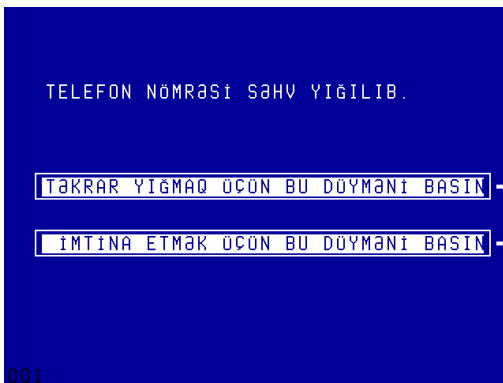 TELEFON NÖMRƏSİ SƏHV YIĞILIB.
TƏKRAR YIĞMAQ ÜÇÜN BU DÜYMƏNİ BASIN
İMTİNA ETMƏK ÜÇÜN BU DÜYMƏNİ BASIN
001